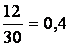 12/30 = 0,4